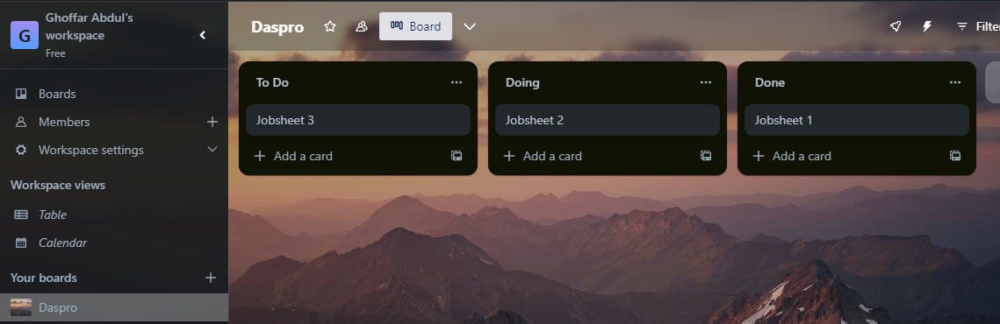 G
Ghoffar Abdul's
workspace
Free
Boards
Members
Workspace settings
Workspace views
Table
Calendar
Your boards
Daspro
Daspro
Board
To Do
Jobsheet 3
Add a card
Doing
Jobsheet 2
Add a card
Done
Jobsheet 1
Add a card